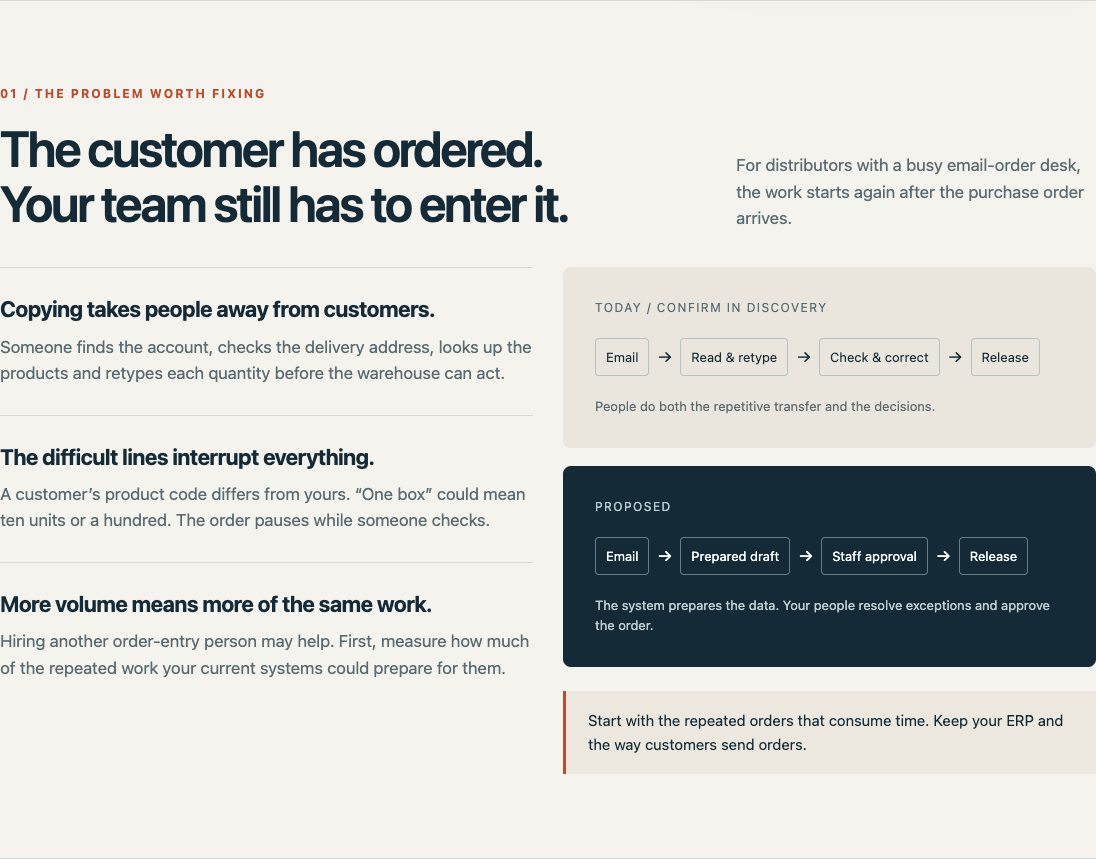 01 / THE PROBLEM WORTH FIXING
The customer has ordered.
Your team still has to enter it.
For distributors with a busy email-order desk,
the work starts again after the purchase order
arrives.
Copying takes people away from customers.
Someone finds the account, checks the delivery address, looks up the
products and retypes each quantity before the warehouse can act.
The difficult lines interrupt everything.
A customer’s product code differs from yours. “One box” could mean
ten units or a hundred. The order pauses while someone checks.
More volume means more of the same work.
Hiring another order-entry person may help. First, measure how much
of the repeated work your current systems could prepare for them.
TODAY / CONFIRM IN DISCOVERY
Email → Read & retype → Check & correct → Release
People do both the repetitive transfer and the decisions.
PROPOSED
Email → Prepared draft → Staff approval → Release
The system prepares the data. Your people resolve exceptions and approve
the order.
Start with the repeated orders that consume time. Keep your ERP and
the way customers send orders.